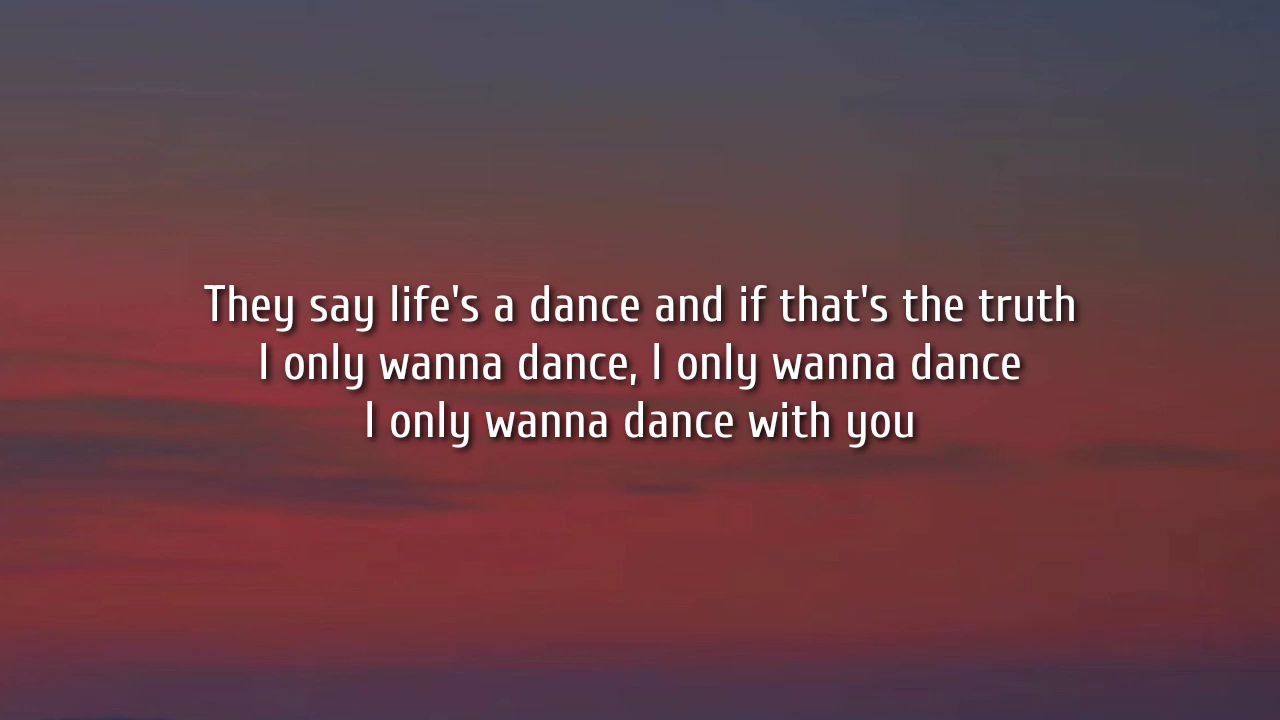 They say life's a dance and if that's the truth
I only wanna dance, I only wanna dance
I only wanna dance with you